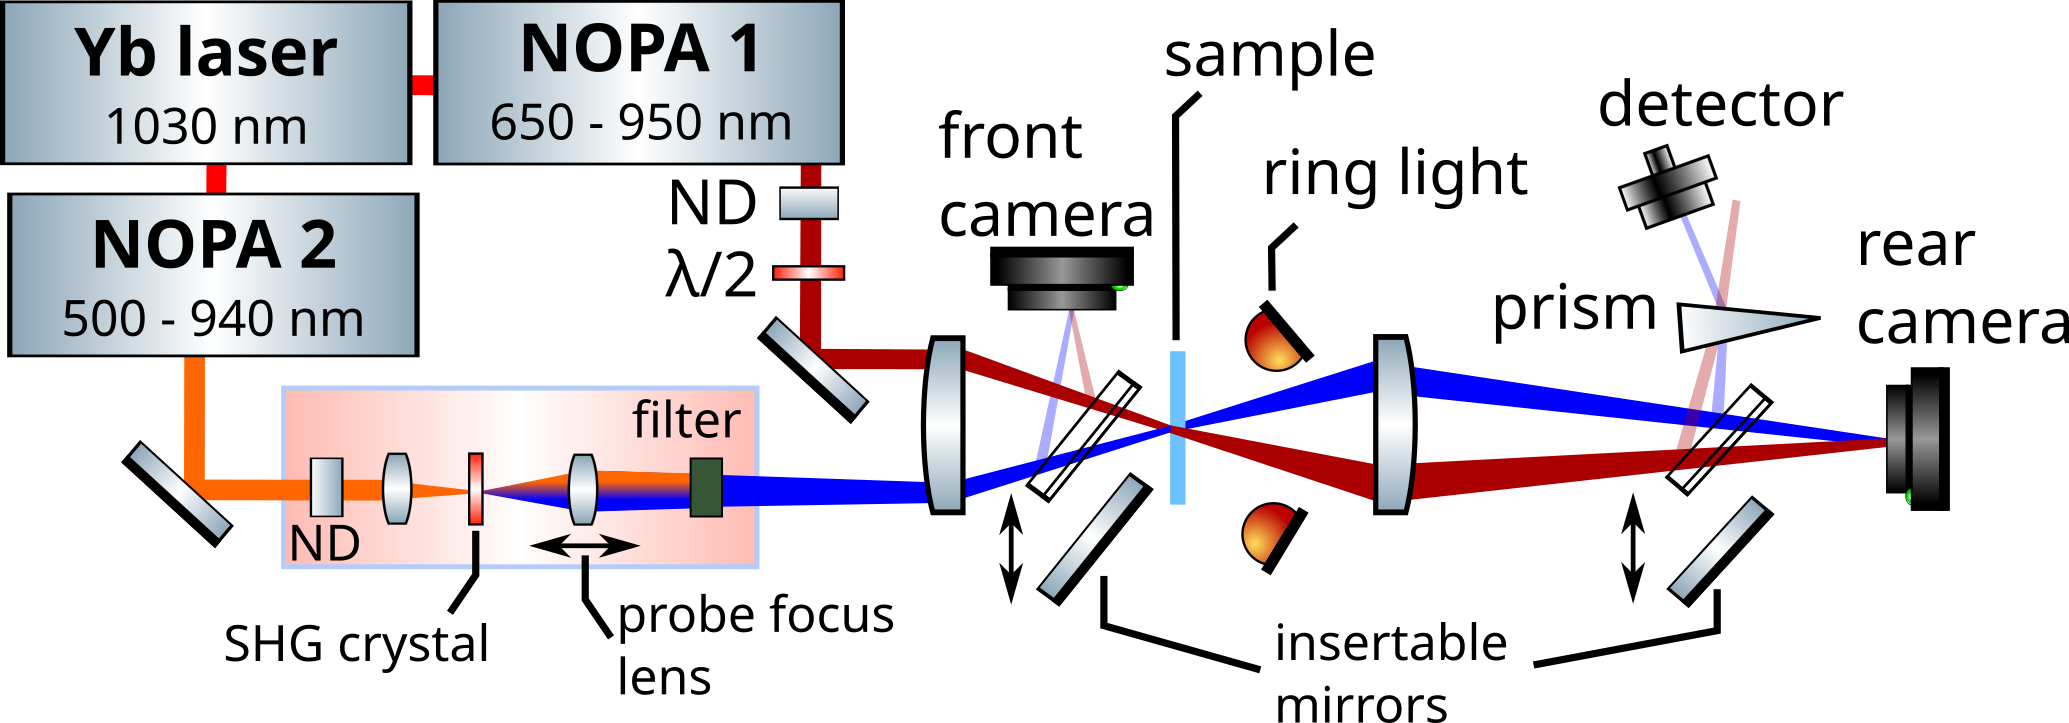 Yb laser
1030 nm
NOPA 1
650 - 950 nm
NOPA 2
500 - 940 nm
ND
λ/2
front
camera
sample
ring light
detector
prism
rear
camera
filter
ND
SHG crystal
probe focus
lens
insertable
mirrors